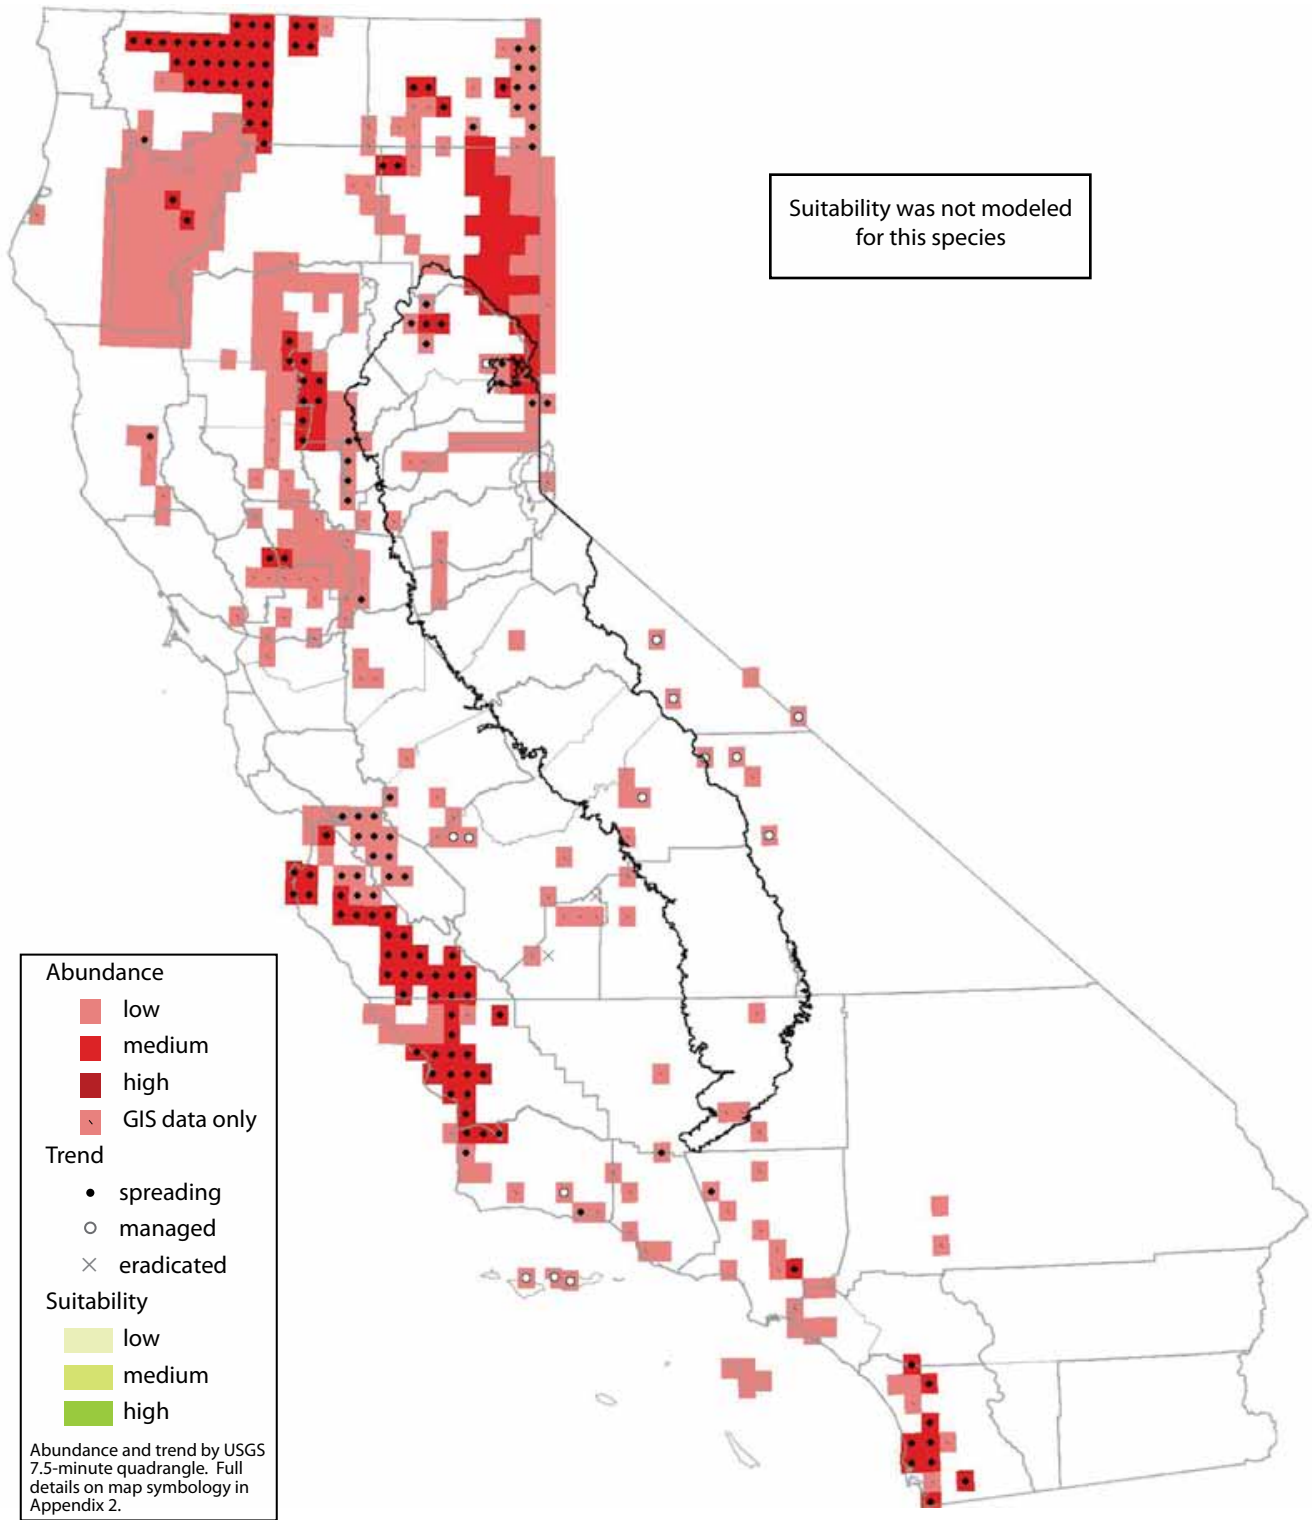 Suitability was not modeled
for this species
Abundance
low
medium
high
GIS data only
Trend
spreading
managed
eradicated
Suitability
low
medium
high
Abundance and trend by USGS
7.5-minute quadrangle.  Full
details on map symbology in
Appendix 2.